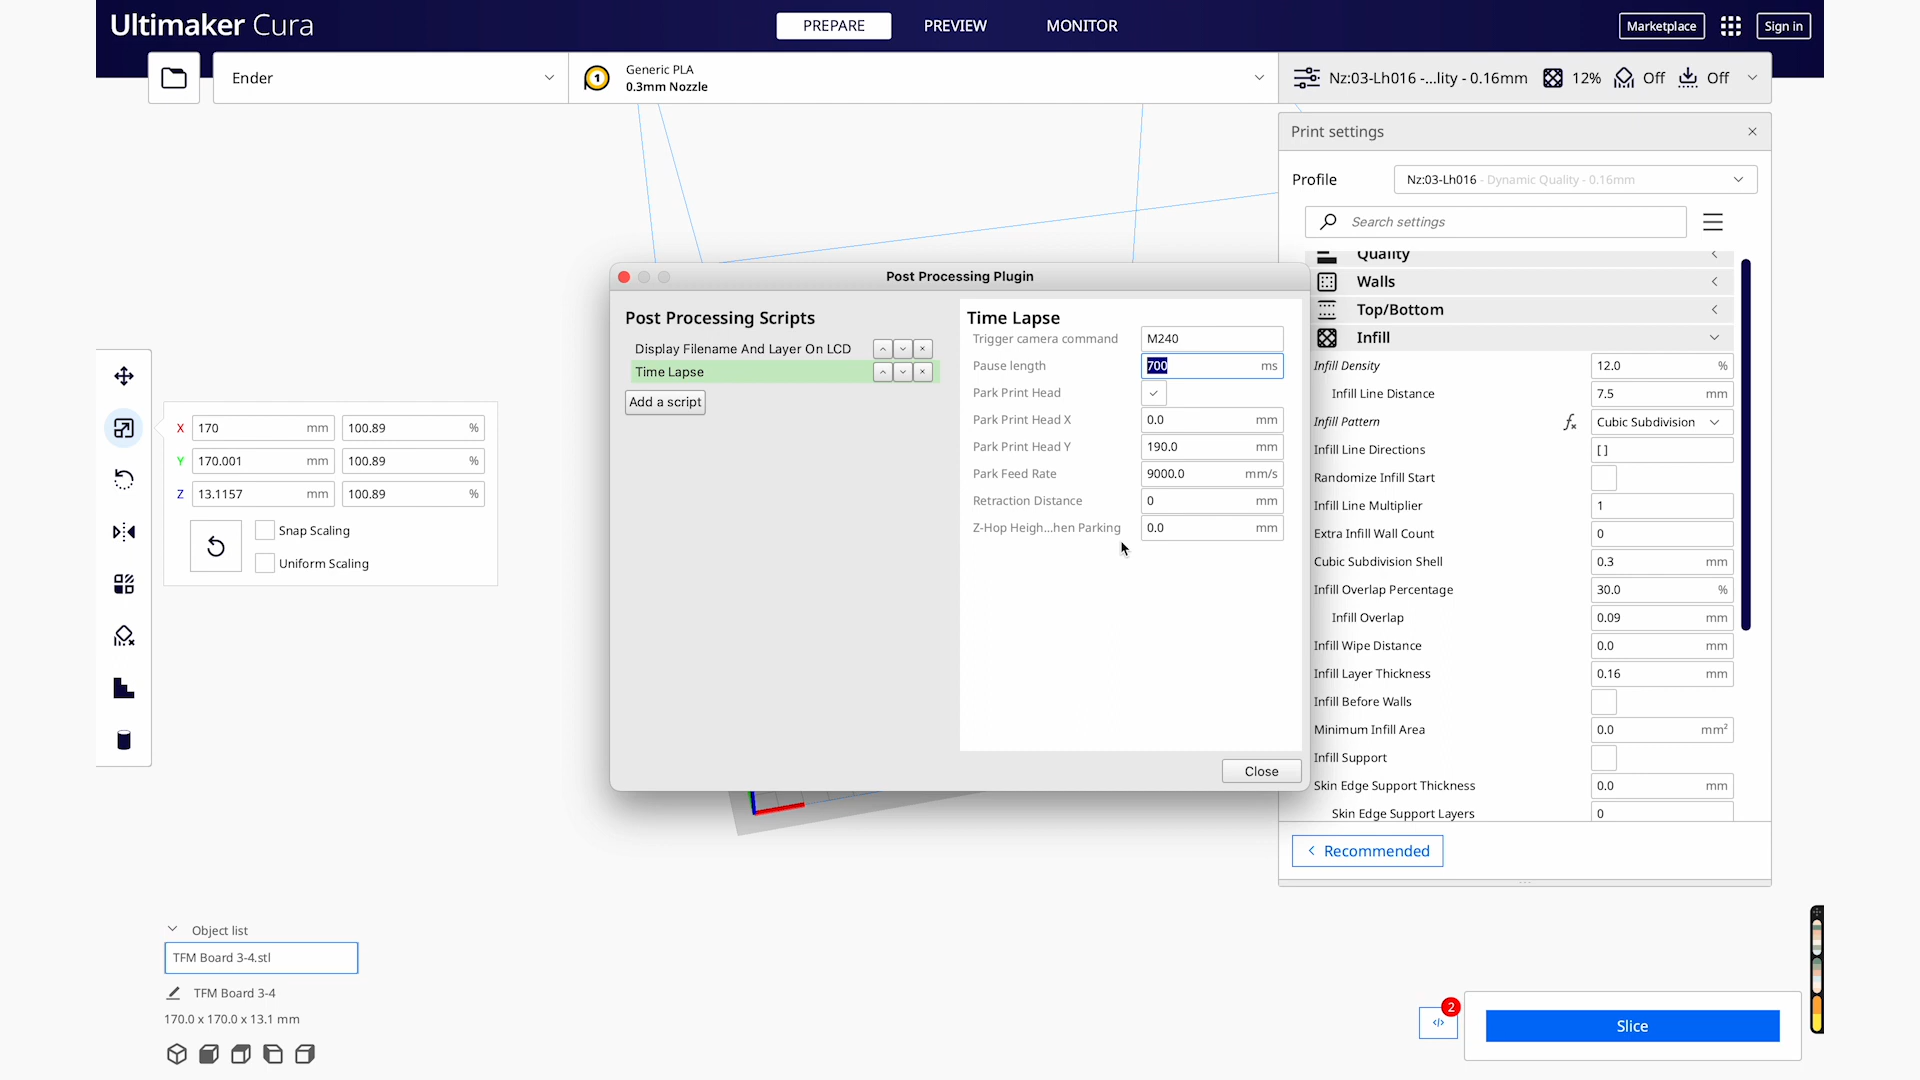 Ultimaker Cura
PREPARE
PREVIEW
MONITOR
Marketplace
Sign in
Ender
1
Generic PLA
0.3mm Nozzle
Nz:03-Lh016 -...lity - 0.16mm
12%
Off
Off
Print settings
Profile
Nz:03-Lh016 - Dynamic Quality - 0.16mm
Search settings
Quality
Walls
Top/Bottom
Infill
Infill Density 12.0 %
Infill Line Distance 7.5 mm
Infill Pattern fx Cubic Subdivision
Infill Line Directions [ ]
Randomize Infill Start
Infill Line Multiplier 1
Extra Infill Wall Count 0
Cubic Subdivision Shell 0.3 mm
Infill Overlap Percentage 30.0 %
Infill Overlap 0.09 mm
Infill Wipe Distance 0.0 mm
Infill Layer Thickness 0.16 mm
Infill Before Walls
Minimum Infill Area 0.0 mm²
Infill Support
Skin Edge Support Thickness 0.0 mm
Skin Edge Support Layers 0
Recommended
Post Processing Plugin
Post Processing Scripts
Display Filename And Layer On LCD
Time Lapse
Add a script
Time Lapse
Trigger camera command M240
Pause length 700 ms
Park Print Head
Park Print Head X 0.0 mm
Park Print Head Y 190.0 mm
Park Feed Rate 9000.0 mm/s
Retraction Distance 0 mm
Z-Hop Heigh...hen Parking 0.0 mm
Close
X 170 mm 100.89 %
Y 170.001 mm 100.89 %
Z 13.1157 mm 100.89 %
Snap Scaling
Uniform Scaling
Object list
TFM Board 3-4.stl
TFM Board 3-4
170.0 x 170.0 x 13.1 mm
2
</>
Slice